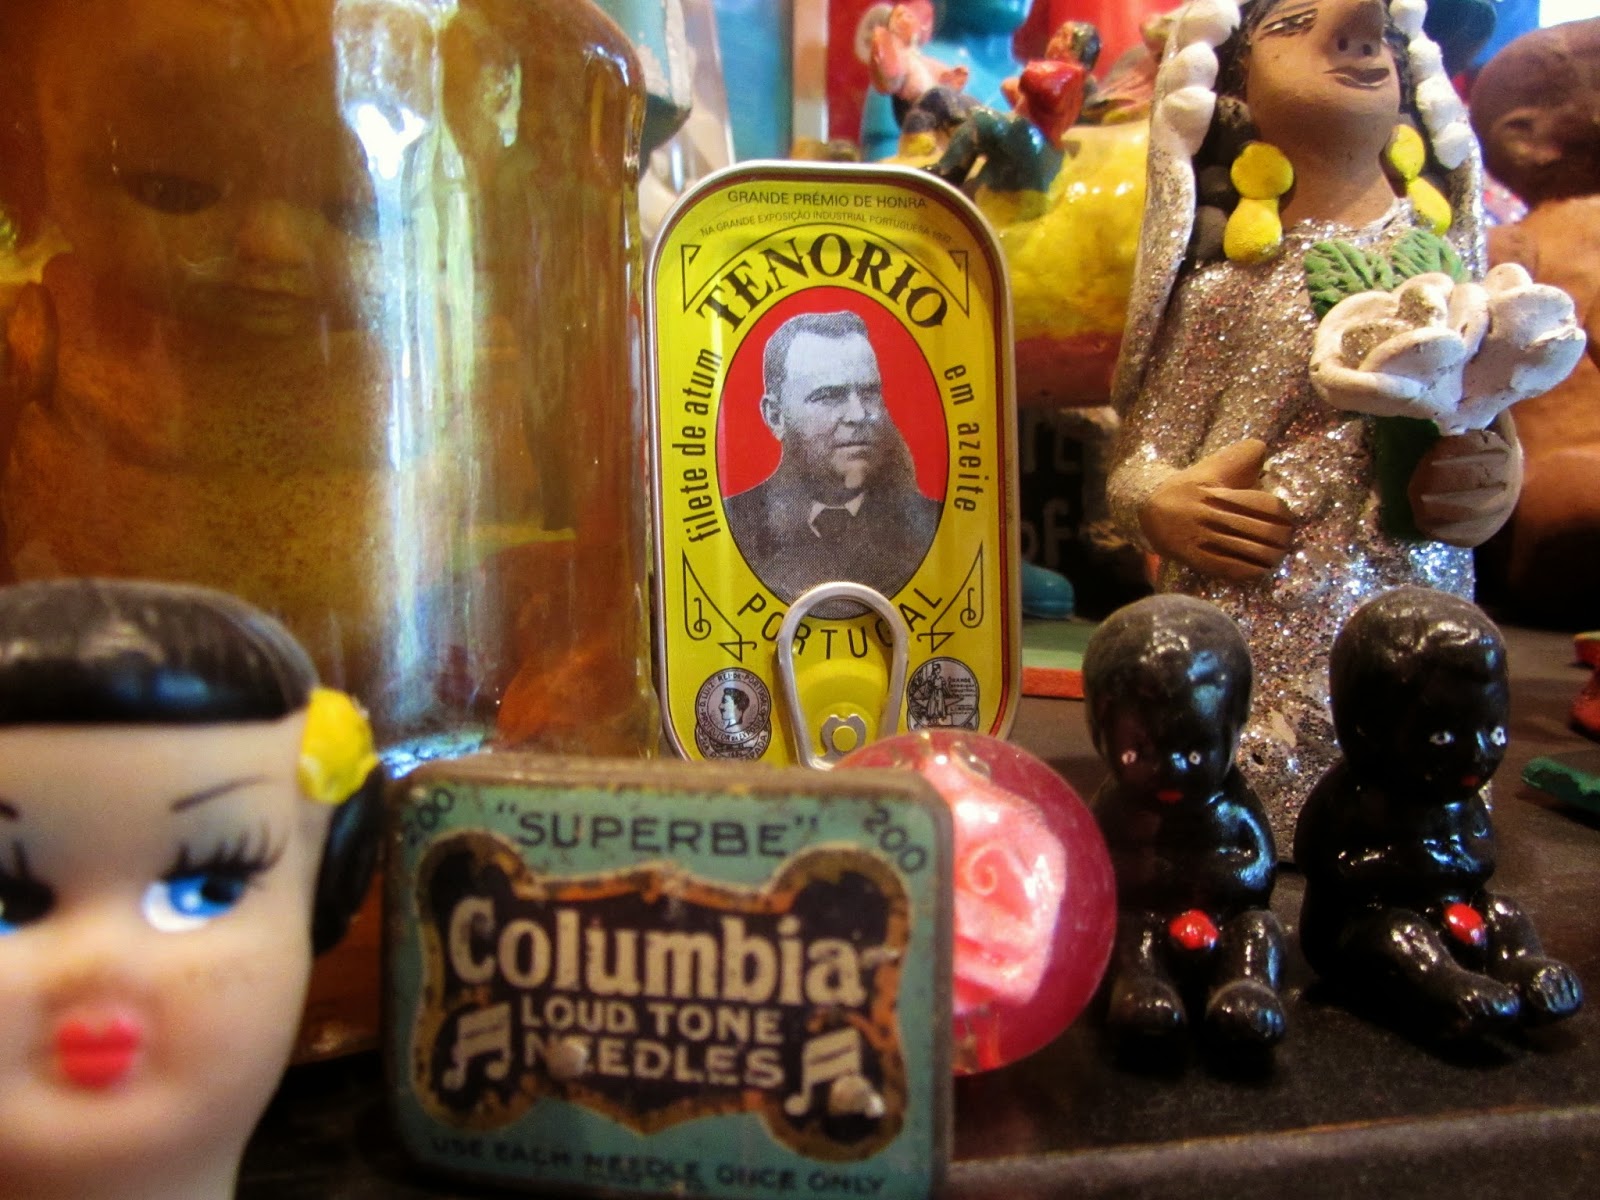 GRANDE PRÉMIO DE HONRA
NA GRANDE EXPOSIÇÃO INDUSTRIAL PORTUGUESA
TENORIO
filete de atum
em azeite
PORTUGAL
200
"SUPERBE"
200
Columbia
LOUD TONE
NEEDLES
USE EACH NEEDLE ONCE ONLY